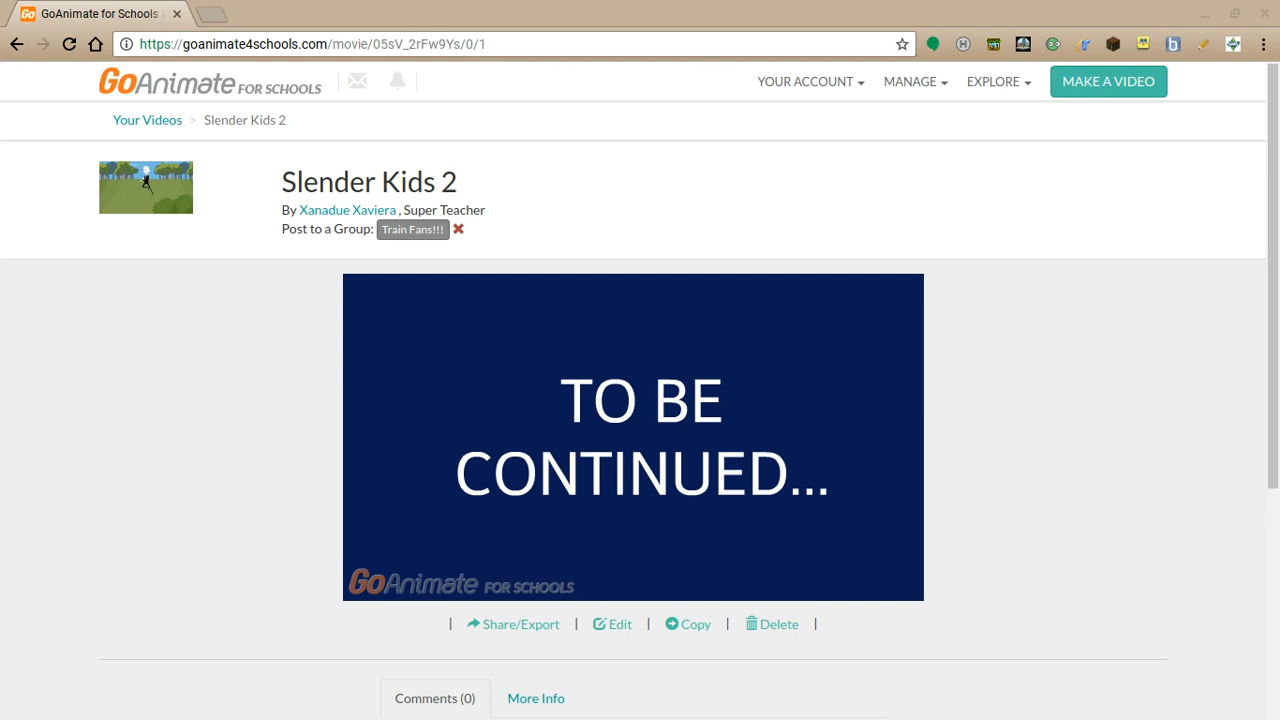 GoAnimate for Schools
https://goanimate4schools.com/movie/05sV_2rFw9Ys/0/1
GoAnimate FOR SCHOOLS
YOUR ACCOUNT
MANAGE
EXPLORE
MAKE A VIDEO
Your Videos > Slender Kids 2
Slender Kids 2
By Xanadue Xaviera , Super Teacher
Post to a Group: Train Fans!!!
TO BE
CONTINUED...
GoAnimate FOR SCHOOLS
| Share/Export | Edit | Copy | Delete |
Comments (0)
More Info